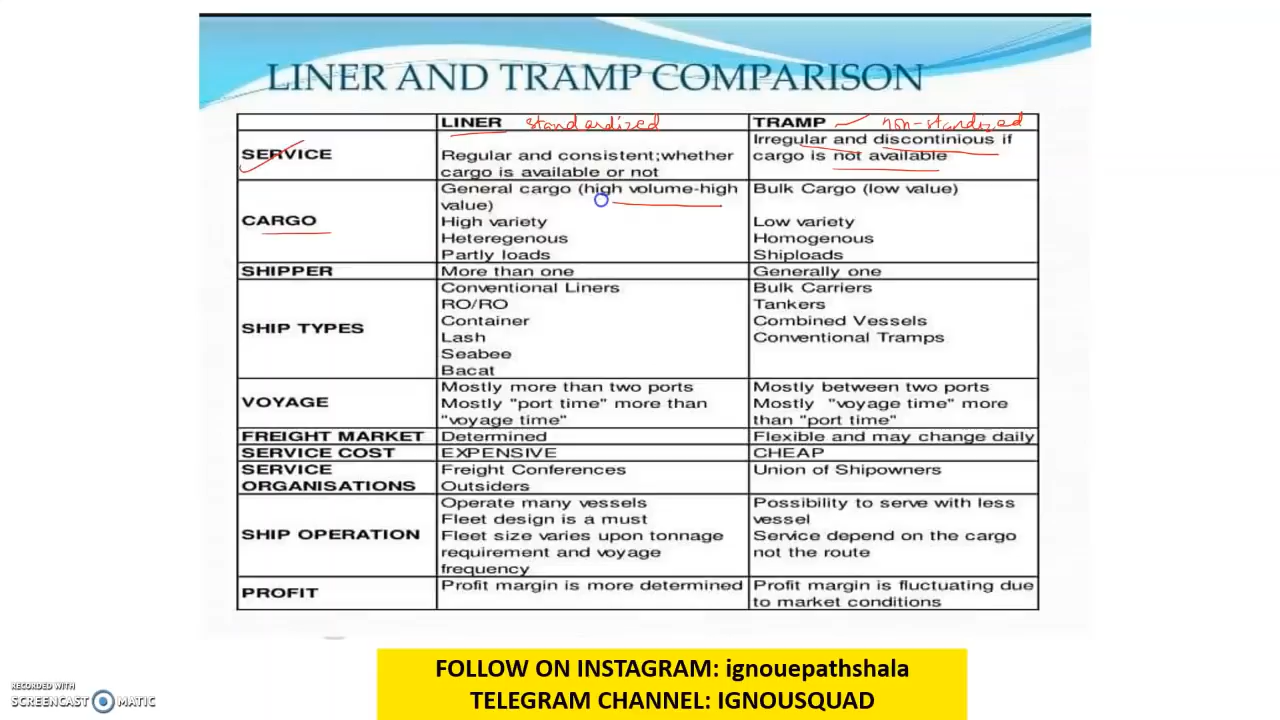 LINER AND TRAMP COMPARISON
LINER standardized
TRAMP non-standized
SERVICE
Regular and consistent;whether
cargo is available or not
Irregular and discontinious if
cargo is not available
CARGO
General cargo (high volume-high
value)
High variety
Heteregenous
Partly loads
Bulk Cargo (low value)
Low variety
Homogenous
Shiploads
SHIPPER
More than one
Generally one
SHIP TYPES
Conventional Liners
RO/RO
Container
Lash
Seabee
Bacat
Bulk Carriers
Tankers
Combined Vessels
Conventional Tramps
VOYAGE
Mostly more than two ports
Mostly "port time" more than
"voyage time"
Mostly between two ports
Mostly "voyage time" more
than "port time"
FREIGHT MARKET
Determined
Flexible and may change daily
SERVICE COST
EXPENSIVE
CHEAP
SERVICE
ORGANISATIONS
Freight Conferences
Outsiders
Union of Shipowners
SHIP OPERATION
Operate many vessels
Fleet design is a must
Fleet size varies upon tonnage
requirement and voyage
frequency
Possibility to serve with less
vessel
Service depend on the cargo
not the route
PROFIT
Profit margin is more determined
Profit margin is fluctuating due
to market conditions
FOLLOW ON INSTAGRAM: ignouepathshala
TELEGRAM CHANNEL: IGNOUSQUAD
RECORDED WITH
SCREENCAST MATIC